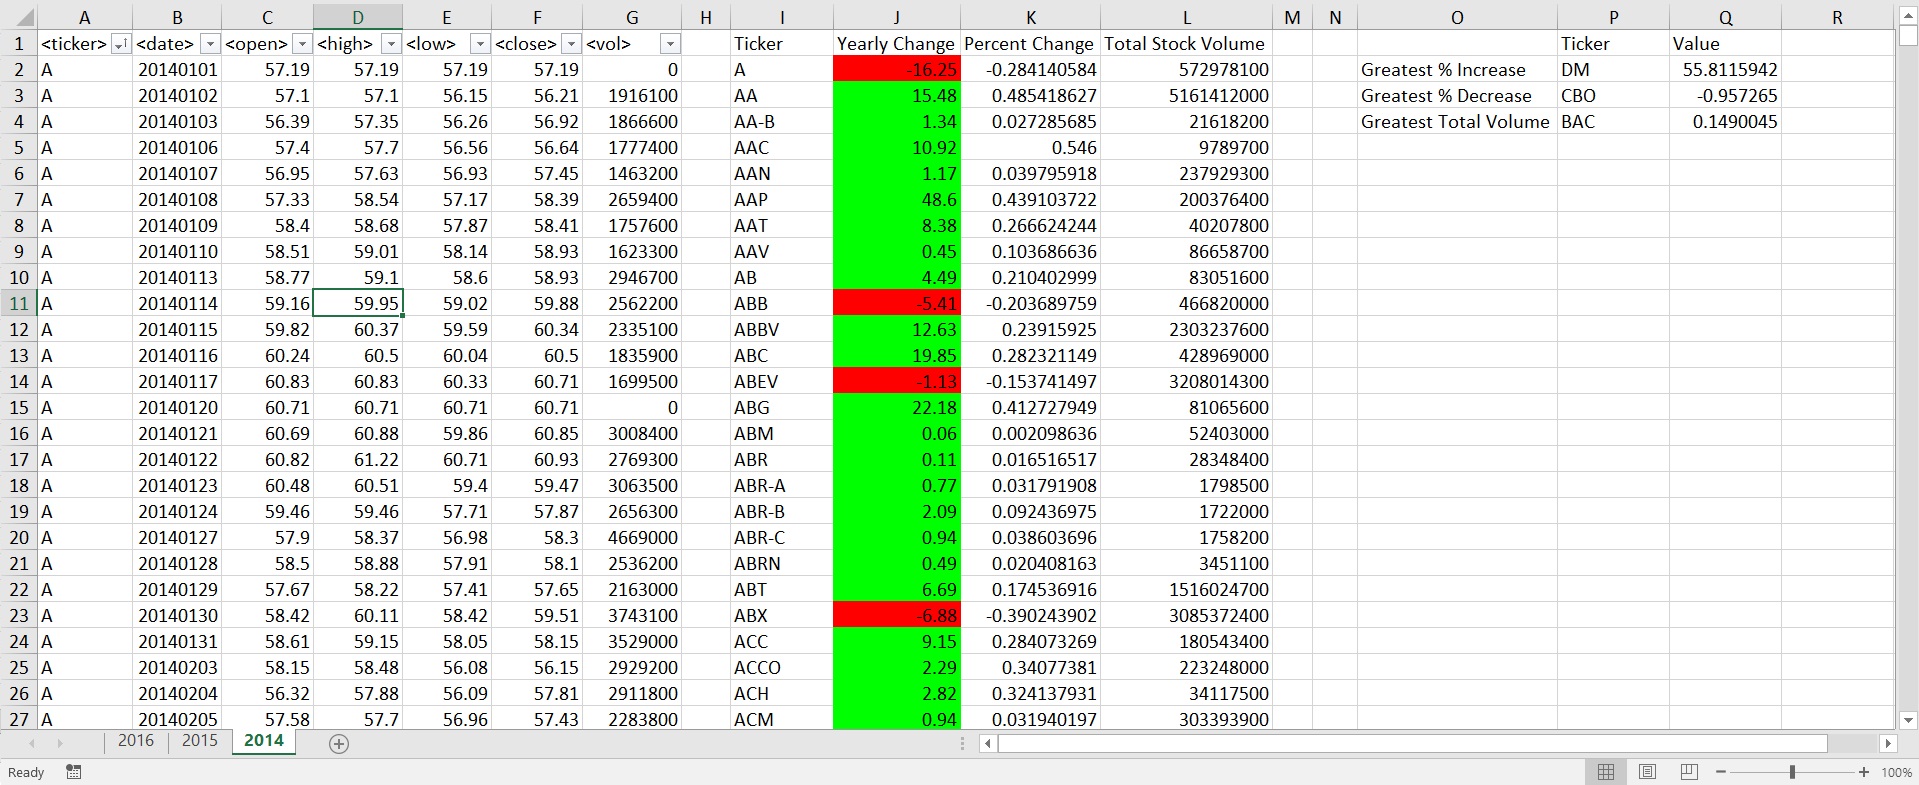 A B C D E F G H I J K L M N O P Q R
1 <ticker> <date> <open> <high> <low> <close> <vol> Ticker Yearly Change Percent Change Total Stock Volume Ticker Value
2 A 20140101 57.19 57.19 57.19 57.19 0 A -16.25 -0.284140584 572978100 Greatest % Increase DM 55.8115942
3 A 20140102 57.1 57.1 56.15 56.21 1916100 AA 15.48 0.485418627 5161412000 Greatest % Decrease CBO -0.957265
4 A 20140103 56.39 57.35 56.26 56.92 1866600 AA-B 1.34 0.027285685 21618200 Greatest Total Volume BAC 0.1490045
5 A 20140106 57.4 57.7 56.56 56.64 1777400 AAC 10.92 0.546 9789700
6 A 20140107 56.95 57.63 56.93 57.45 1463200 AAN 1.17 0.039795918 237929300
7 A 20140108 57.33 58.54 57.17 58.39 2659400 AAP 48.6 0.439103722 200376400
8 A 20140109 58.4 58.68 57.87 58.41 1757600 AAT 8.38 0.266624244 40207800
9 A 20140110 58.51 59.01 58.14 58.93 1623300 AAV 0.45 0.103686636 86658700
10 A 20140113 58.77 59.1 58.6 58.93 2946700 AB 4.49 0.210402999 83051600
11 A 20140114 59.16 59.95 59.02 59.88 2562200 ABB -5.41 -0.203689759 466820000
12 A 20140115 59.82 60.37 59.59 60.34 2335100 ABBV 12.63 0.23915925 2303237600
13 A 20140116 60.24 60.5 60.04 60.5 1835900 ABC 19.85 0.282321149 428969000
14 A 20140117 60.83 60.83 60.33 60.71 1699500 ABEV -1.13 -0.153741497 3208014300
15 A 20140120 60.71 60.71 60.71 60.71 0 ABG 22.18 0.412727949 81065600
16 A 20140121 60.69 60.88 59.86 60.85 3008400 ABM 0.06 0.002098636 52403000
17 A 20140122 60.82 61.22 60.71 60.93 2769300 ABR 0.11 0.016516517 28348400
18 A 20140123 60.48 60.51 59.4 59.47 3063500 ABR-A 0.77 0.031791908 1798500
19 A 20140124 59.46 59.46 57.71 57.87 2656300 ABR-B 2.09 0.092436975 1722000
20 A 20140127 57.9 58.37 56.98 58.3 4669000 ABR-C 0.94 0.038603696 1758200
21 A 20140128 58.5 58.88 57.91 58.1 2536200 ABRN 0.49 0.020408163 3451100
22 A 20140129 57.67 58.22 57.41 57.65 2163000 ABT 6.69 0.174536916 1516024700
23 A 20140130 58.42 60.11 58.42 59.51 3743100 ABX -6.88 -0.390243902 3085372400
24 A 20140131 58.61 59.15 58.05 58.15 3529000 ACC 9.15 0.284073269 180543400
25 A 20140203 58.15 58.48 56.08 56.15 2929200 ACCO 2.29 0.34077381 223248000
26 A 20140204 56.32 57.88 56.09 57.81 2911800 ACH 2.82 0.324137931 34117500
27 A 20140205 57.58 57.7 56.96 57.43 2283800 ACM 0.94 0.031940197 303393900
2016 2015 2014
Ready 100%